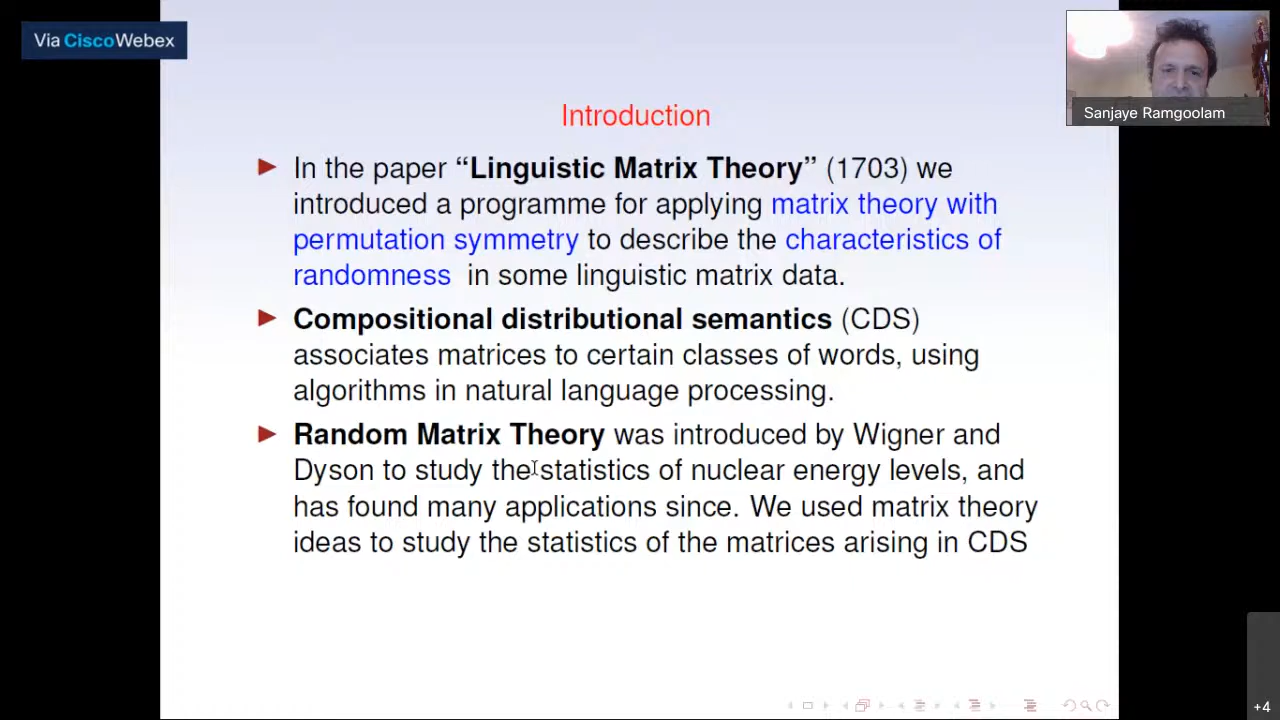 Via Cisco Webex
Sanjaye Ramgoolam
Introduction
In the paper “Linguistic Matrix Theory” (1703) we
introduced a programme for applying matrix theory with
permutation symmetry to describe the characteristics of
randomness in some linguistic matrix data.
Compositional distributional semantics (CDS)
associates matrices to certain classes of words, using
algorithms in natural language processing.
Random Matrix Theory was introduced by Wigner and
Dyson to study the statistics of nuclear energy levels, and
has found many applications since. We used matrix theory
ideas to study the statistics of the matrices arising in CDS
+4